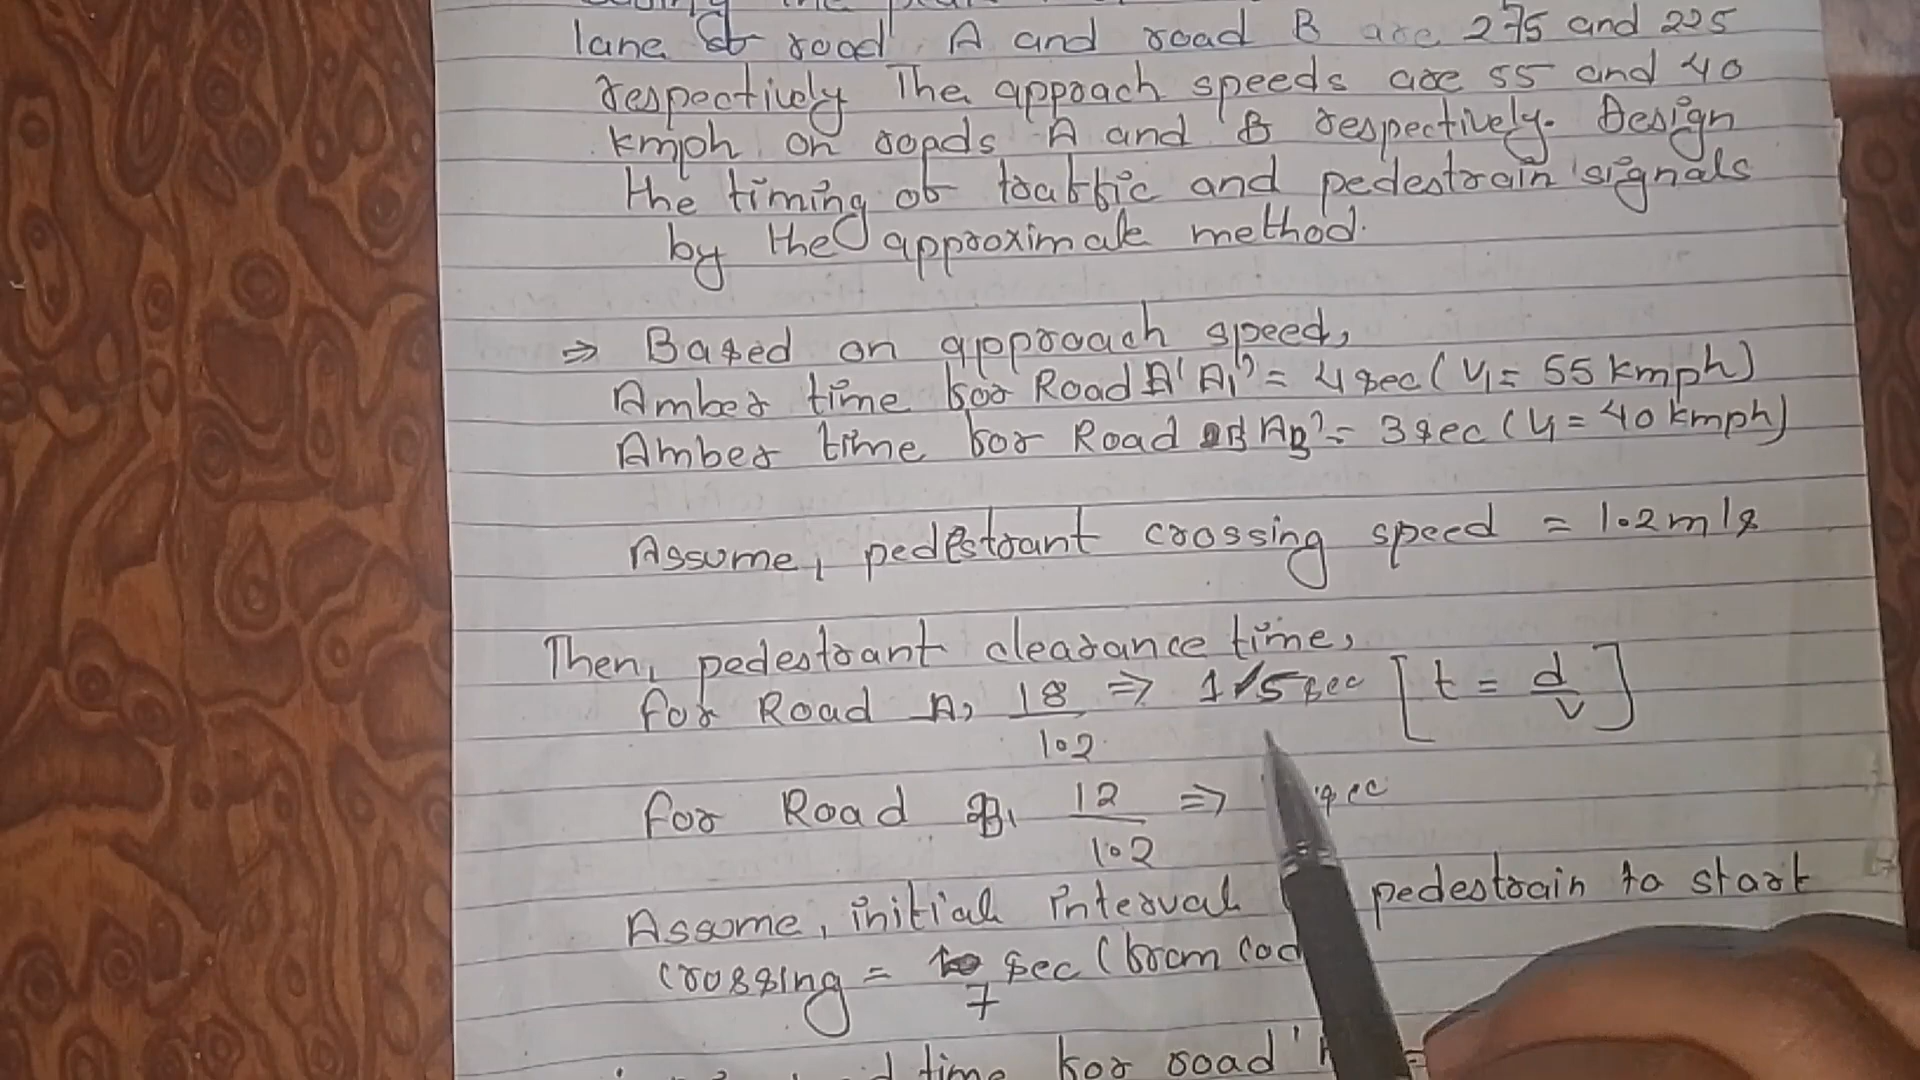 lane of road A and road B are 275 and 225
respectively The appoach speeds are 55 and 40
kmph on roads A and B respectively. Design
the timing of traffic and pedestrain signals
by the approximate method.
⇒ Based on approach speed,
Amber time for Road A' A₁' = 4 sec (V₁ = 55 kmph)
Amber time for Road B A_B' = 3 sec (V₁ = 40 kmph)
Assume, pedestrant crossing speed = 1.2 m/s
Then, pedestrant clearance time,
for Road A, 18/1.2 ⇒ 15 sec [t = d/v]
for Road B, 12/1.2 ⇒ sec
Assume, initial interval pedestrain to start
crossing = 7 sec (from
time for road